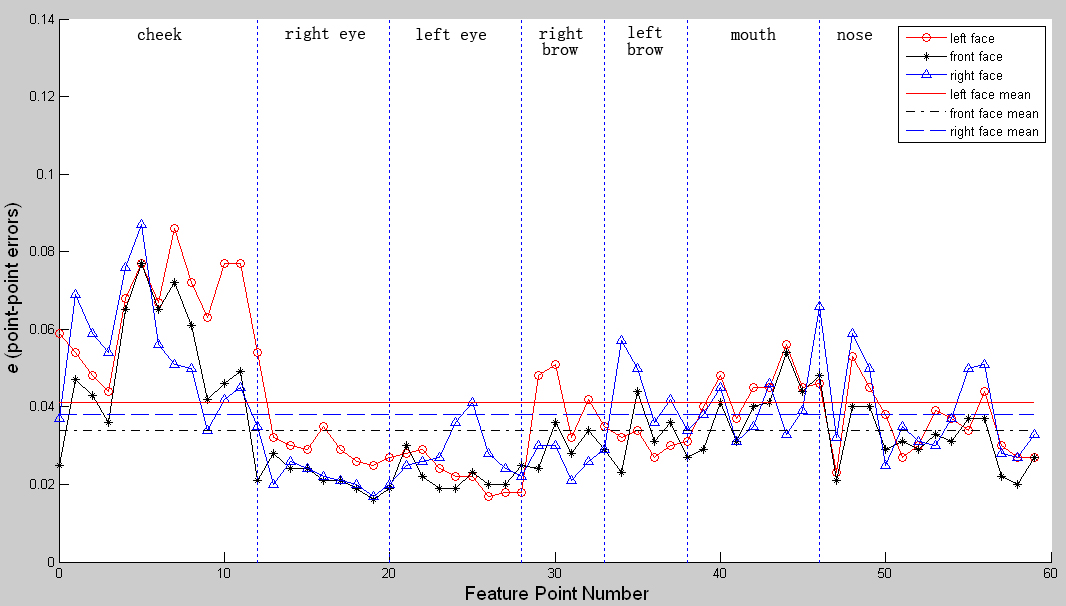 0.14
0.12
0.1
0.08
0.06
0.04
0.02
0
e (point-point errors)
cheek
right eye
left eye
right
brow
left
brow
mouth
nose
left face
front face
right face
left face mean
front face mean
right face mean
0
10
20
30
40
50
60
Feature Point Number